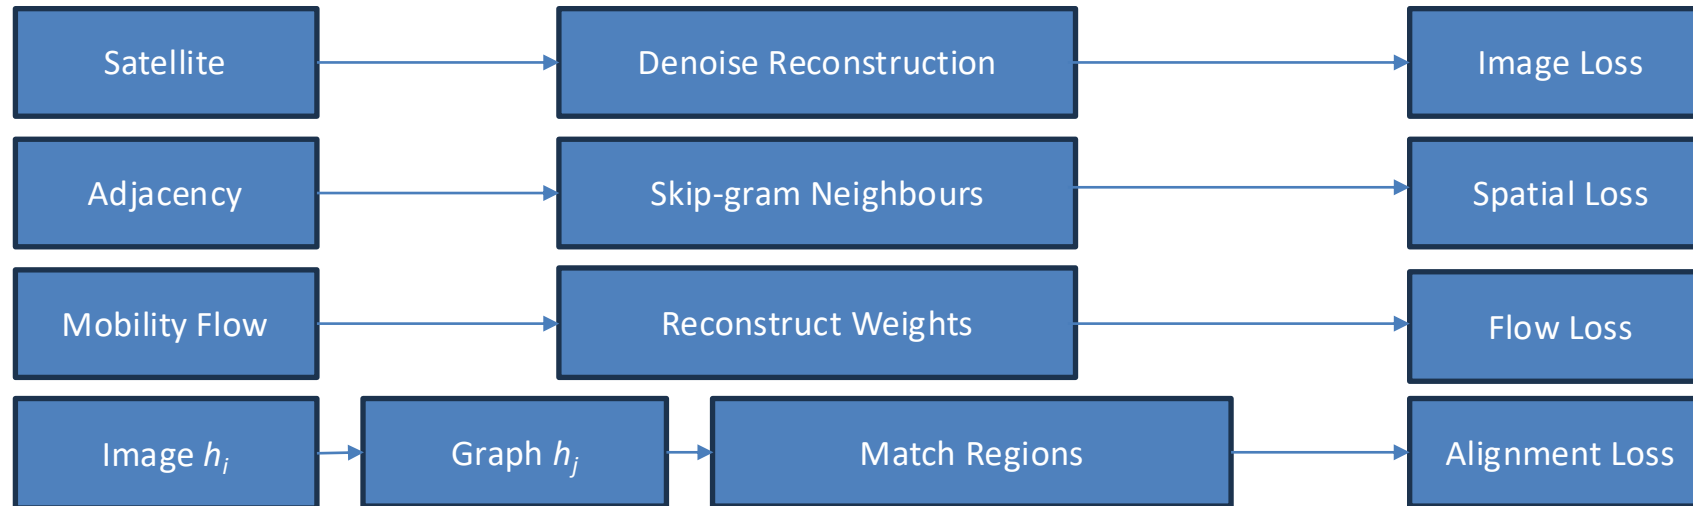 Satellite
Denoise Reconstruction
Image Loss
Adjacency
Skip-gram Neighbours
Spatial Loss
Mobility Flow
Reconstruct Weights
Flow Loss
Image hᵢ
Graph hⱼ
Match Regions
Alignment Loss